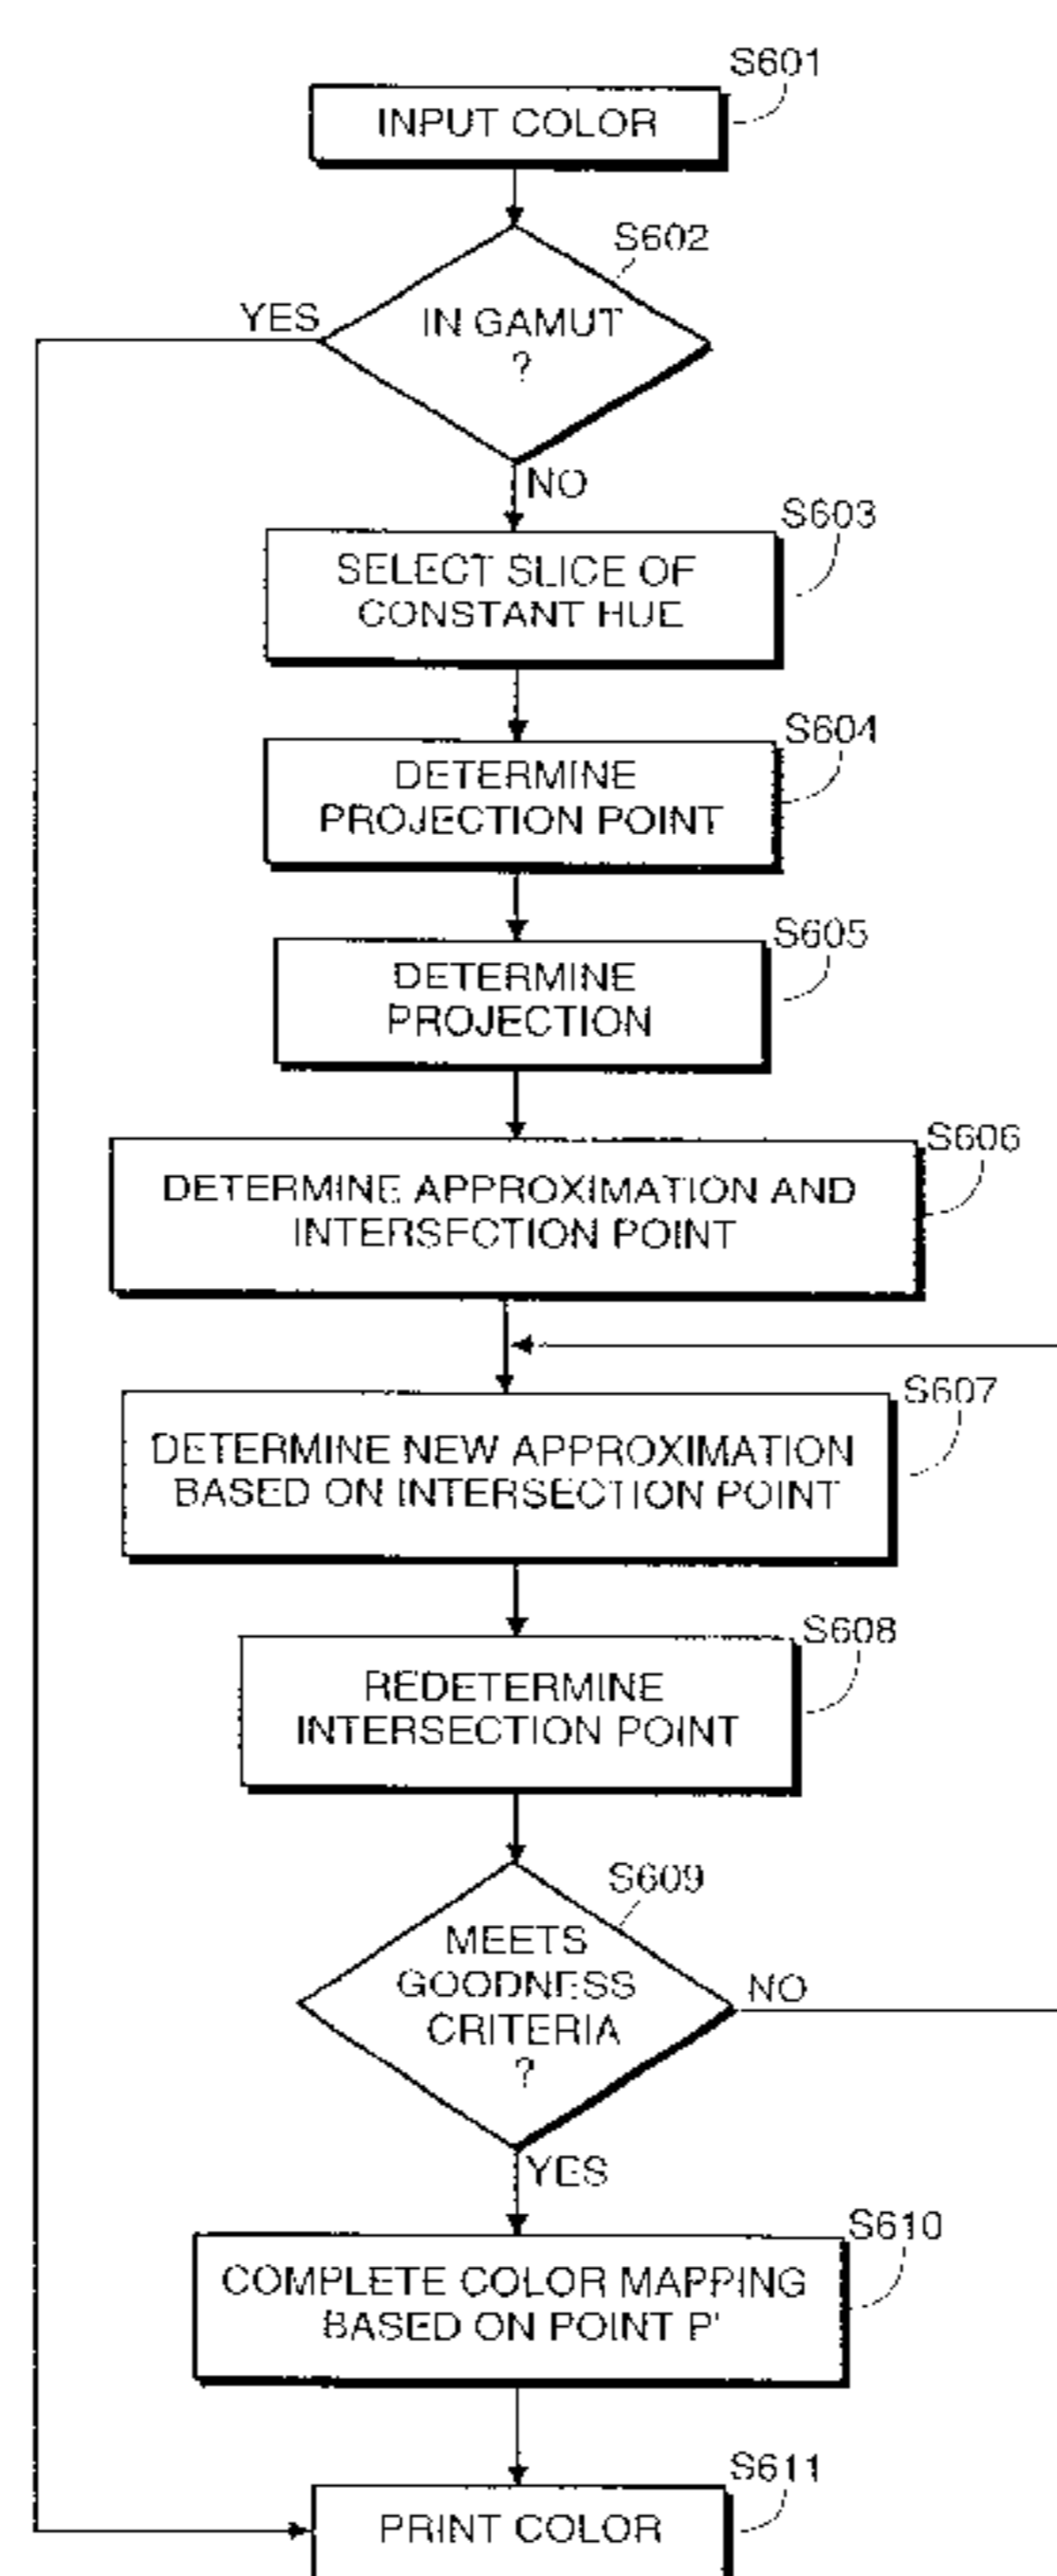 S601
INPUT COLOR
S602
YES
IN GAMUT
?
NO
S603
SELECT SLICE OF
CONSTANT HUE
S604
DETERMINE
PROJECTION POINT
S605
DETERMINE
PROJECTION
S606
DETERMINE APPROXIMATION AND
INTERSECTION POINT
S607
DETERMINE NEW APPROXIMATION
BASED ON INTERSECTION POINT
S608
REDETERMINE
INTERSECTION POINT
S609
MEETS
GOODNESS
CRITERIA
?
NO
YES
S610
COMPLETE COLOR MAPPING
BASED ON POINT P'
S611
PRINT COLOR